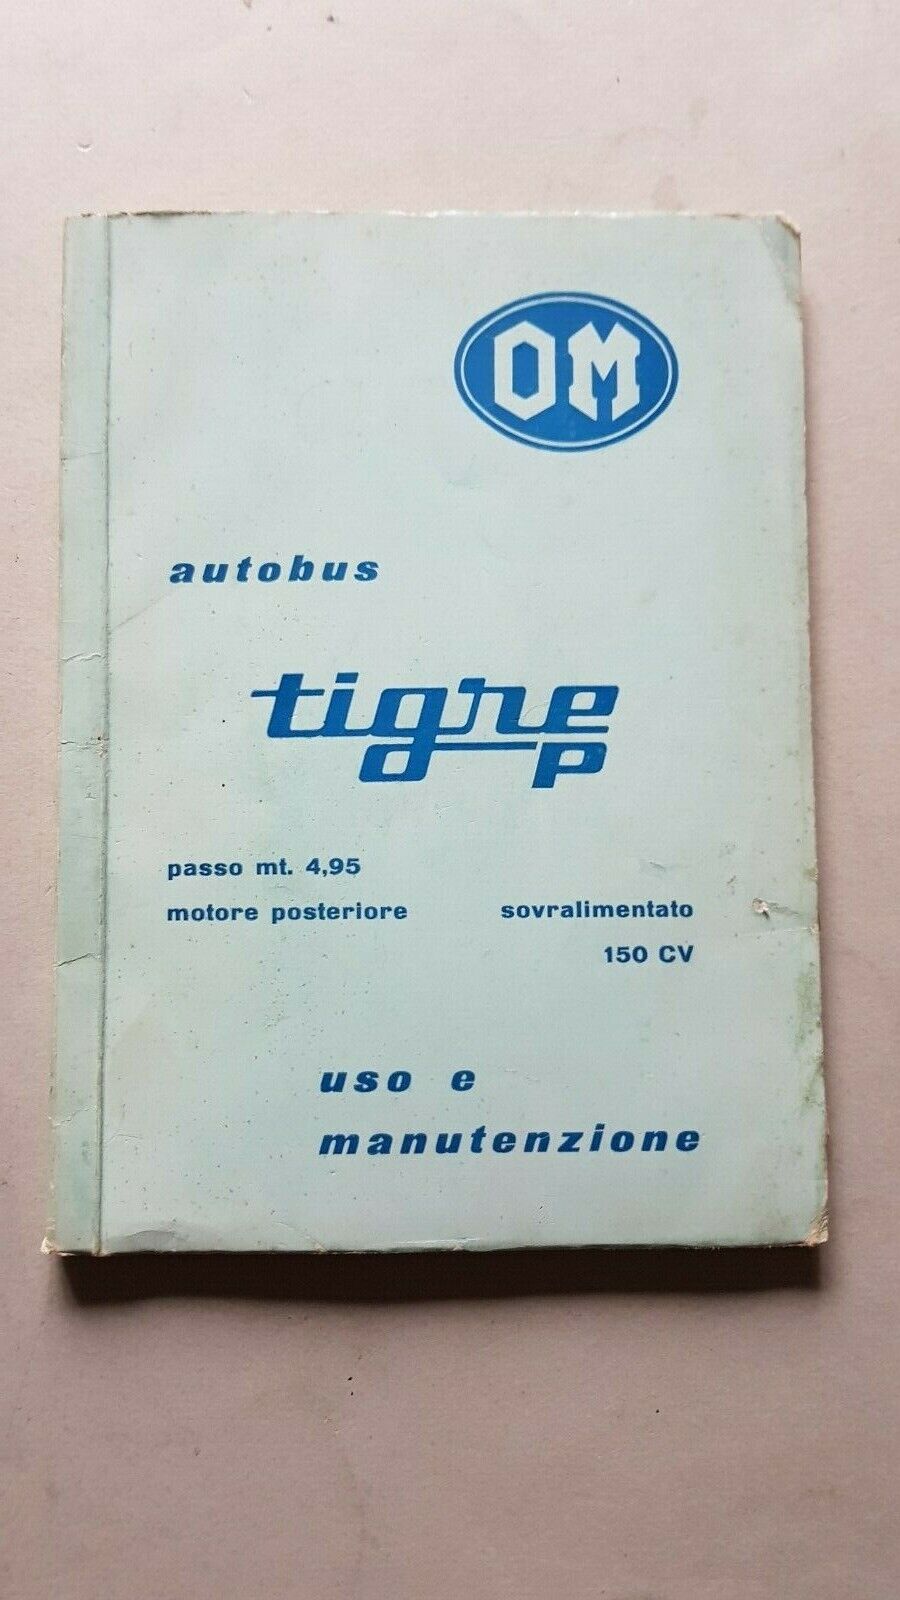 OM
autobus
tigre
P
passo mt. 4,95
motore posteriore sovralimentato
150 CV
uso e
manutenzione